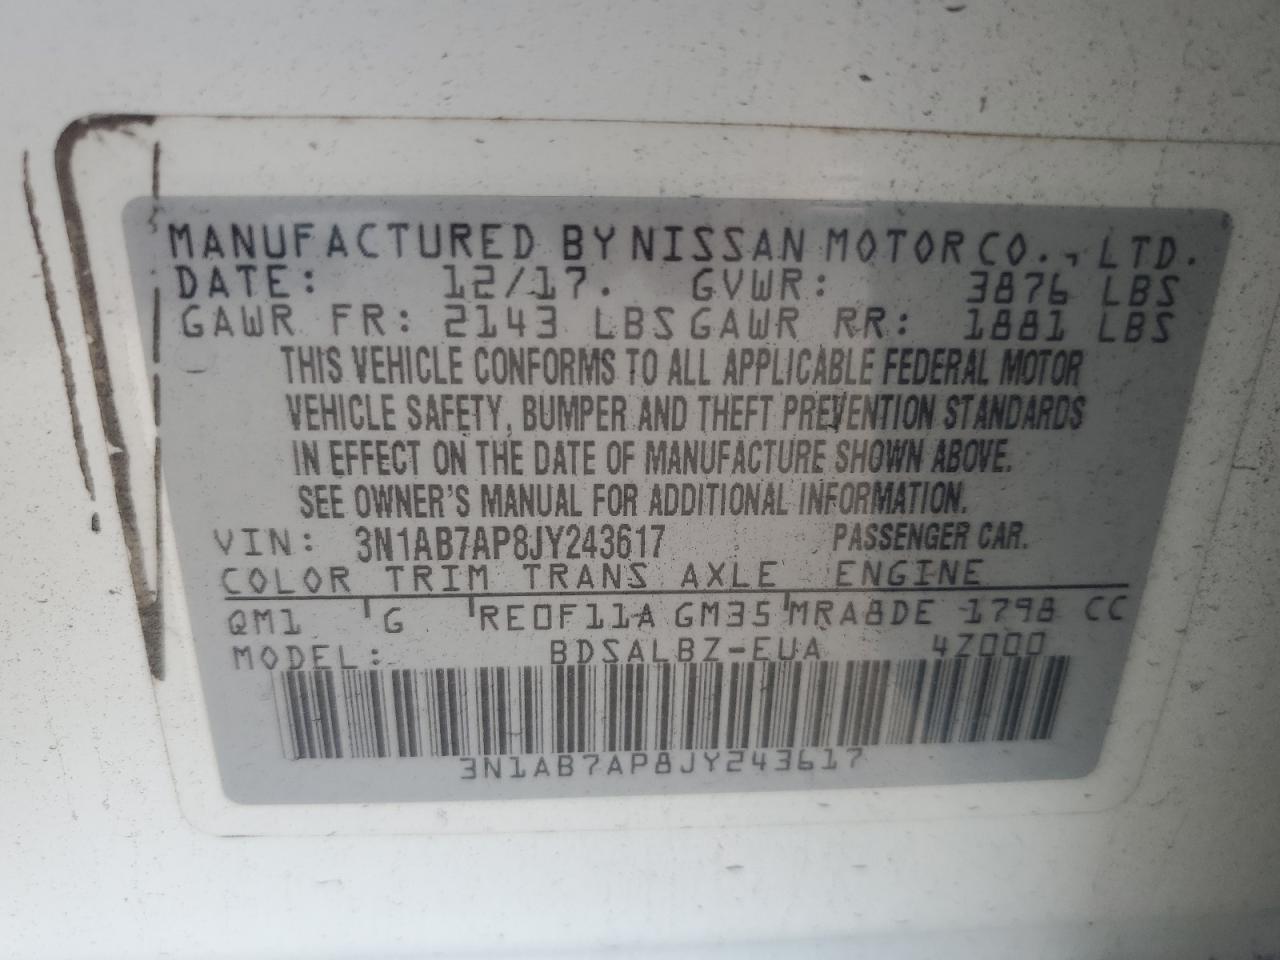 MANUFACTURED BY NISSAN MOTOR CO., LTD.
DATE: 12/17. GVWR: 3876 LBS
GAWR FR: 2143 LBS GAWR RR: 1881 LBS
THIS VEHICLE CONFORMS TO ALL APPLICABLE FEDERAL MOTOR
VEHICLE SAFETY, BUMPER AND THEFT PREVENTION STANDARDS
IN EFFECT ON THE DATE OF MANUFACTURE SHOWN ABOVE.
SEE OWNER'S MANUAL FOR ADDITIONAL INFORMATION.
VIN: 3N1AB7AP8JY243617 PASSENGER CAR.
COLOR TRIM TRANS AXLE ENGINE
QM1 G RE0F11A GM35 MRA8DE 1798 CC
MODEL: BDSALBZ-EUA 4Z000
3N1AB7AP8JY243617